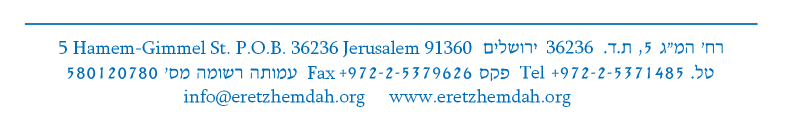 5 Hamem-Gimmel St. P.O.B. 36236 Jerusalem 91360 רח' המ"ג 5, ת.ד. 36236 ירושלים
טל. Tel +972-2-5371485 פקס Fax +972-2-5379626 עמותה רשומה מס' 580120780
info@eretzhemdah.org www.eretzhemdah.org